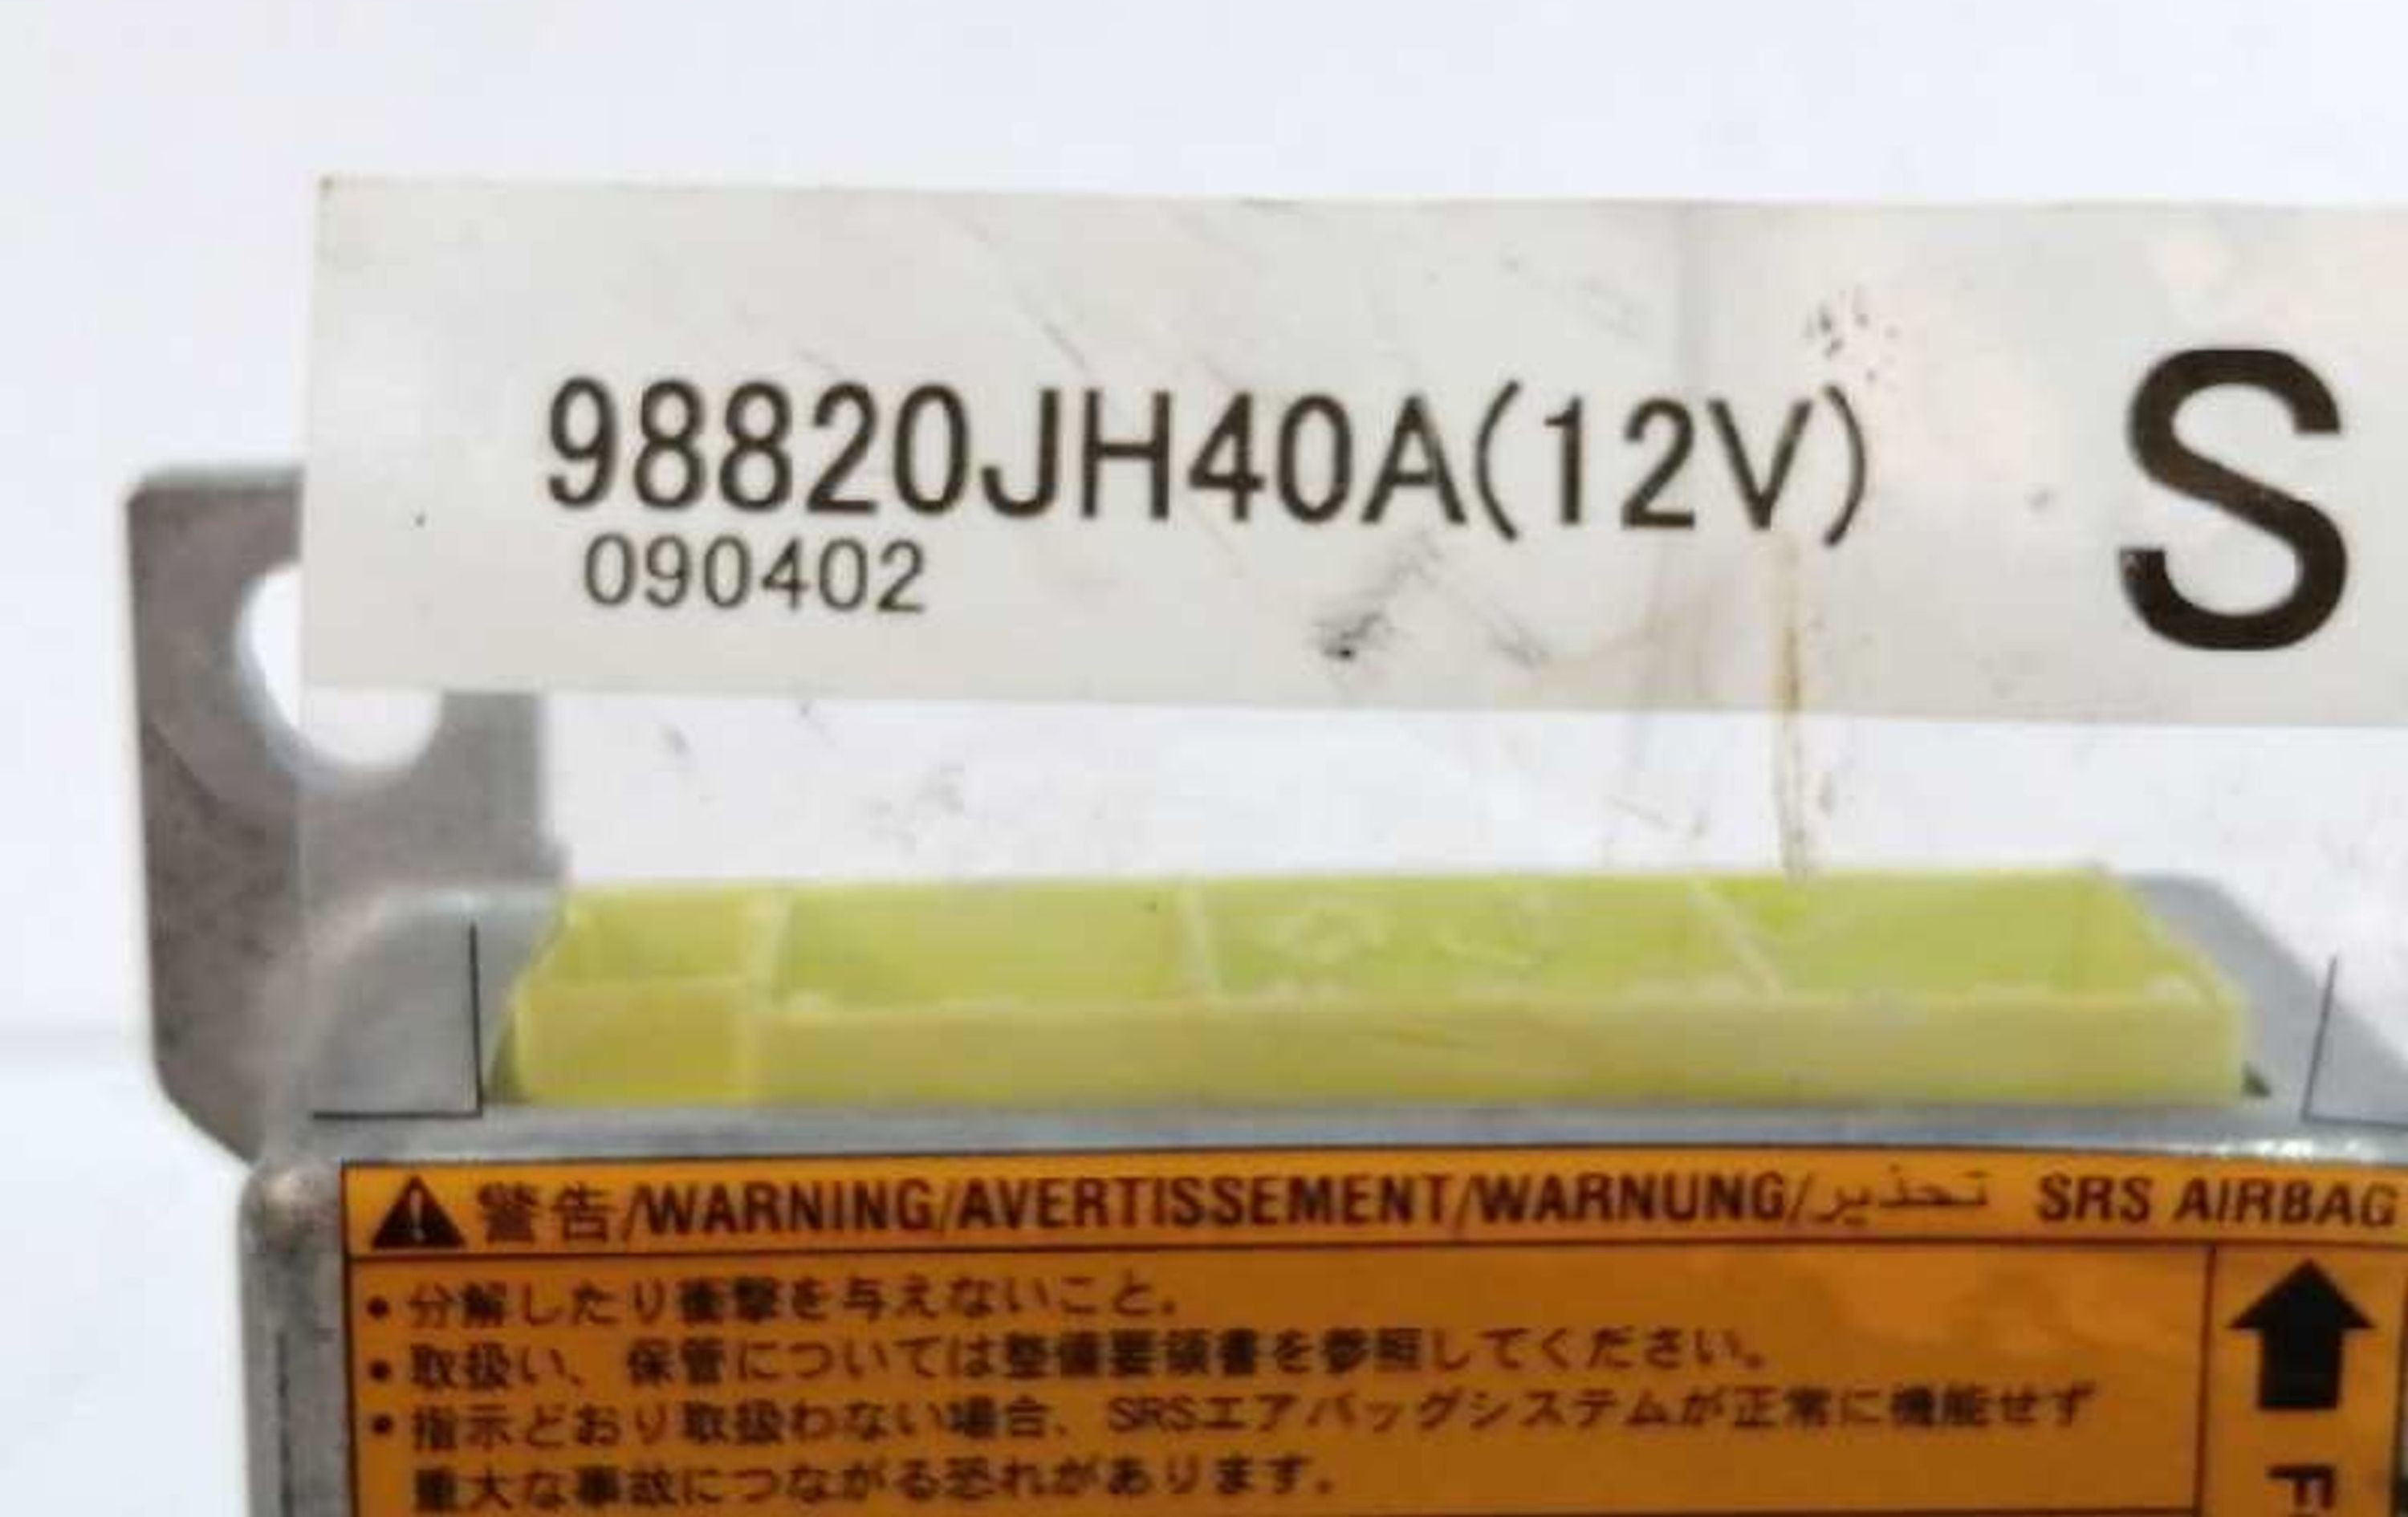 98820JH40A(12V) S
090402
警告/WARNING/AVERTISSEMENT/WARNUNG/تحذير SRS AIRBAG
• 分解したり衝撃を与えないこと。
• 取扱い、保管については整備要領書を参照してください。
• 指示どおり取扱わない場合、SRSエアバッグシステムが正常に機能せず
重大な事故につながる恐れがあります。
F